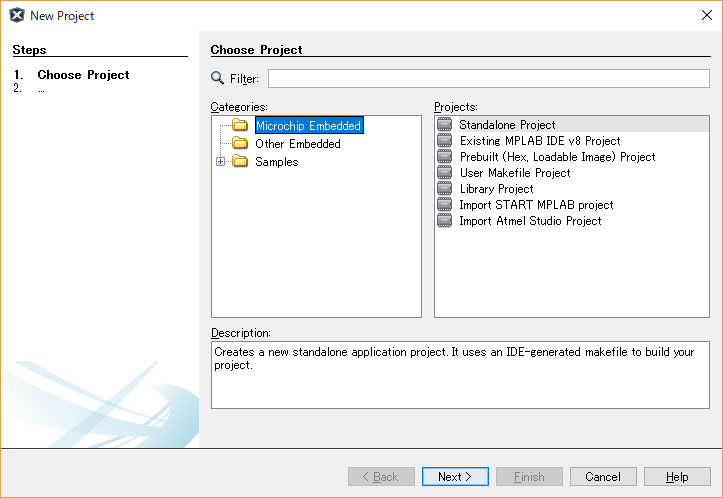 New Project
Steps
1. Choose Project
2. ...
Choose Project
Filter:
Categories:
Microchip Embedded
Other Embedded
Samples
Projects:
Standalone Project
Existing MPLAB IDE v8 Project
Prebuilt (Hex, Loadable Image) Project
User Makefile Project
Library Project
Import START MPLAB project
Import Atmel Studio Project
Description:
Creates a new standalone application project. It uses an IDE-generated makefile to build your
project.
< Back
Next >
Finish
Cancel
Help